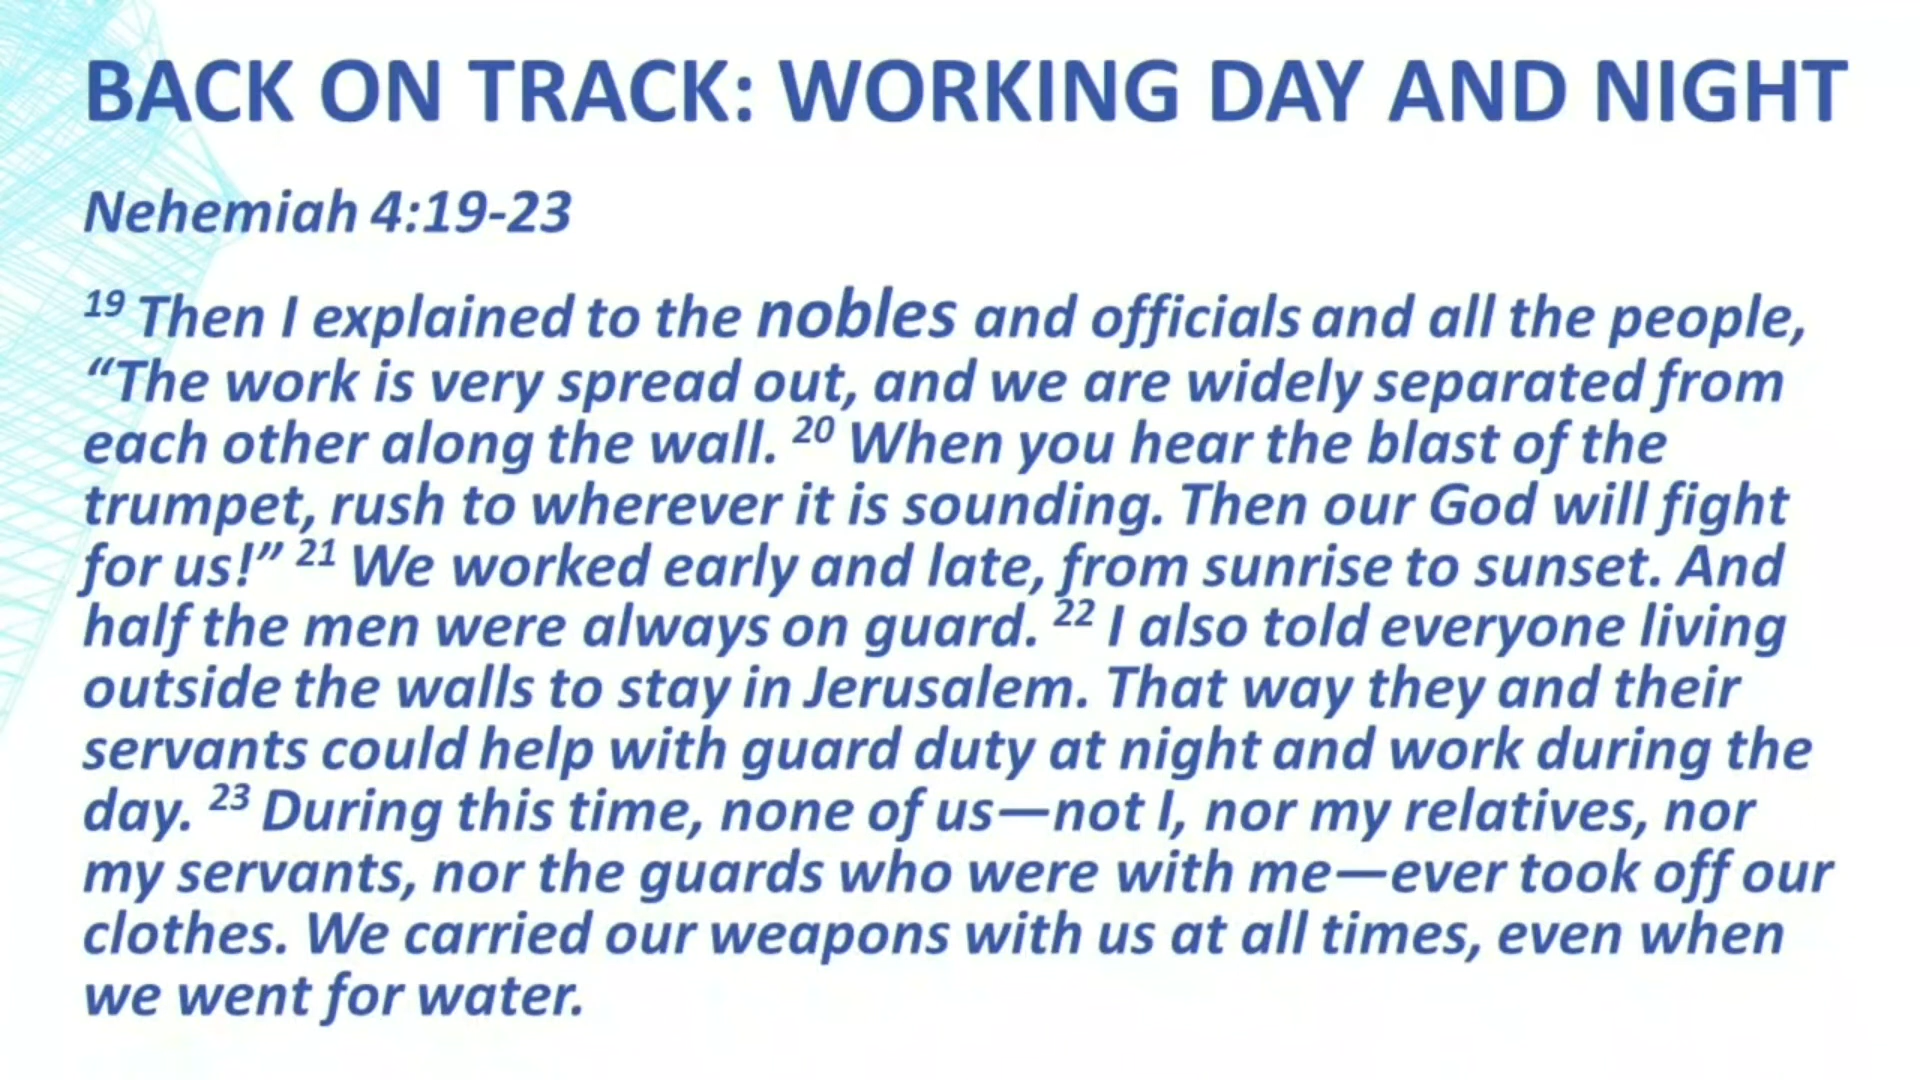 BACK ON TRACK: WORKING DAY AND NIGHT
Nehemiah 4:19-23
19 Then I explained to the nobles and officials and all the people,
“The work is very spread out, and we are widely separated from
each other along the wall. 20 When you hear the blast of the
trumpet, rush to wherever it is sounding. Then our God will fight
for us!” 21 We worked early and late, from sunrise to sunset. And
half the men were always on guard. 22 I also told everyone living
outside the walls to stay in Jerusalem. That way they and their
servants could help with guard duty at night and work during the
day. 23 During this time, none of us—not I, nor my relatives, nor
my servants, nor the guards who were with me—ever took off our
clothes. We carried our weapons with us at all times, even when
we went for water.